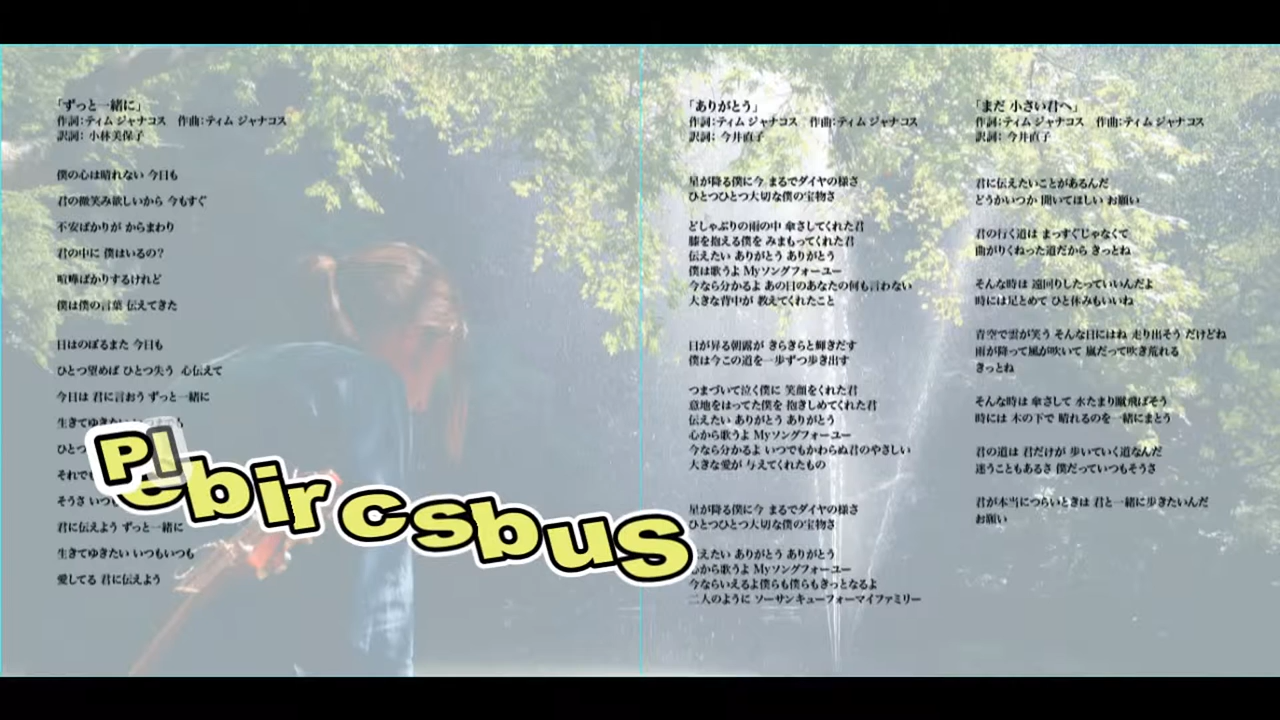 「ずっと一緒に」
作詞：ティム ジャナコス　作曲：ティム ジャナコス
訳詞： 小林美保子
僕の心は晴れない 今日も
君の微笑み欲しいから 今もすぐ
不安ばかりが からまわり
君の中に 僕はいるの？
喧嘩ばかりするけれど
僕は僕の言葉 伝えてきた
日はのぼるまた 今日も
ひとつ望めば ひとつ失う 心伝えて
今日は 君に言おう ずっと一緒に
生きてゆきたい
ひとつ
それでも
そうさ いつも
君に伝えよう ずっと一緒に
生きてゆきたい いつもいつも
愛してる 君に伝えよう
「ありがとう」
作詞：ティム ジャナコス　作曲：ティム ジャナコス
訳詞： 今井直子
星が降る僕に今 まるでダイヤの様さ
ひとつひとつ大切な僕の宝物さ
どしゃぶりの雨の中 傘さしてくれた君
膝を抱える僕を みまもってくれた君
伝えたい ありがとう ありがとう
僕は歌うよ Myソングフォーユー
今なら分かるよ あの日のあなたの何も言わない
大きな背中が 教えてくれたこと
日が昇る朝露が きらきらと輝きだす
僕は今この道を一歩ずつ歩き出す
つまづいて泣く僕に 笑顔をくれた君
意地をはってた僕を 抱きしめてくれた君
伝えたい ありがとう ありがとう
心から歌うよ Myソングフォーユー
今なら分かるよ いつでもかわらぬ君のやさしい
大きな愛が 与えてくれたもの
星が降る僕に今 まるでダイヤの様さ
ひとつひとつ大切な僕の宝物さ
えたい ありがとう ありがとう
心から歌うよ Myソングフォーユー
今ならいえるよ僕らも僕らもきっとなるよ
二人のように ソーサンキューフォーマイファミリー
「まだ 小さい君へ」
作詞：ティム ジャナコス　作曲：ティム ジャナコス
訳詞： 今井直子
君に伝えたいことがあるんだ
どうかいつか 聞いてほしい お願い
君の行く道は まっすぐじゃなくて
曲がりくねった道だから きっとね
そんな時は 遠回りしたっていいんだよ
時には足とめて ひと休みもいいね
青空で雲が笑う そんな日にはね 走り出そう だけどね
雨が降って風が吹いて 嵐だって吹き荒れる
きっとね
そんな時は 傘さして 水たまり蹴飛ばそう
時には 木の下で 晴れるのを一緒にまとう
君の道は 君だけが 歩いていく道なんだ
迷うこともあるさ 僕だっていつもそうさ
君が本当につらいときは 君と一緒に歩きたいんだ
お願い